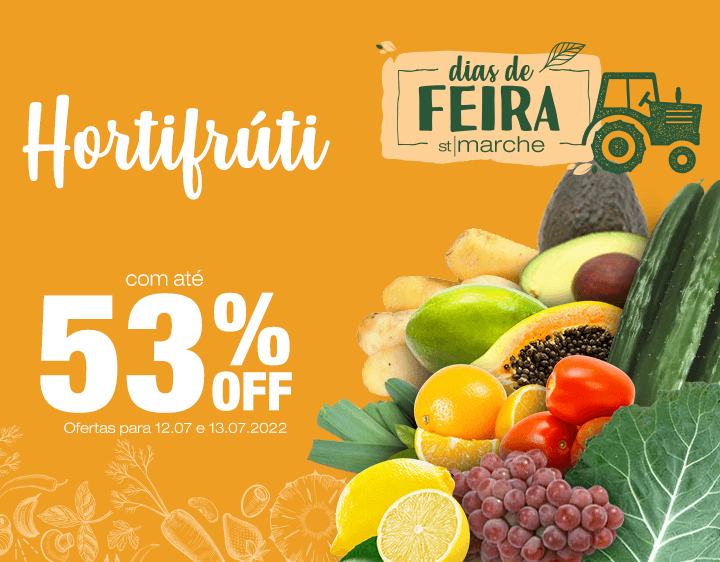 dias de
FEIRA
st|marche
Hortifrúti
com até
53%
OFF
Ofertas para 12.07 e 13.07.2022